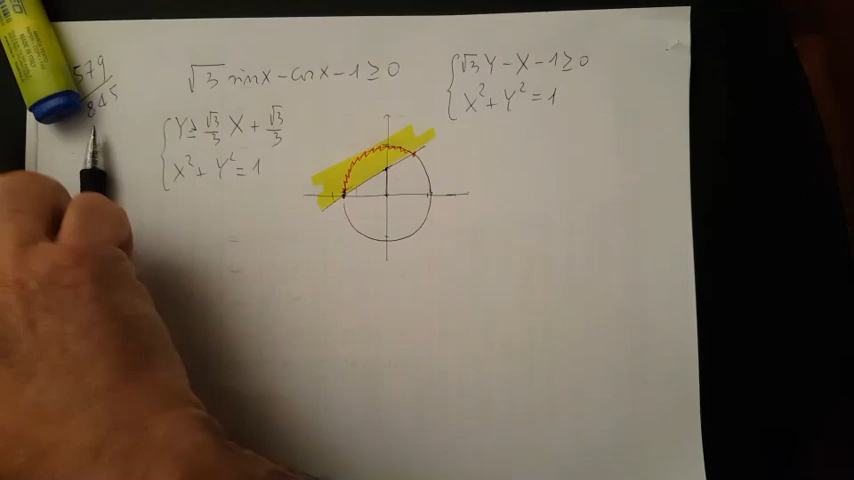 579
845
√3 sinx - cosx - 1 ≥ 0
{ Y ≥ √3/3 X + √3/3
{ X² + Y² = 1
{ √3 Y - X - 1 ≥ 0
{ X² + Y² = 1